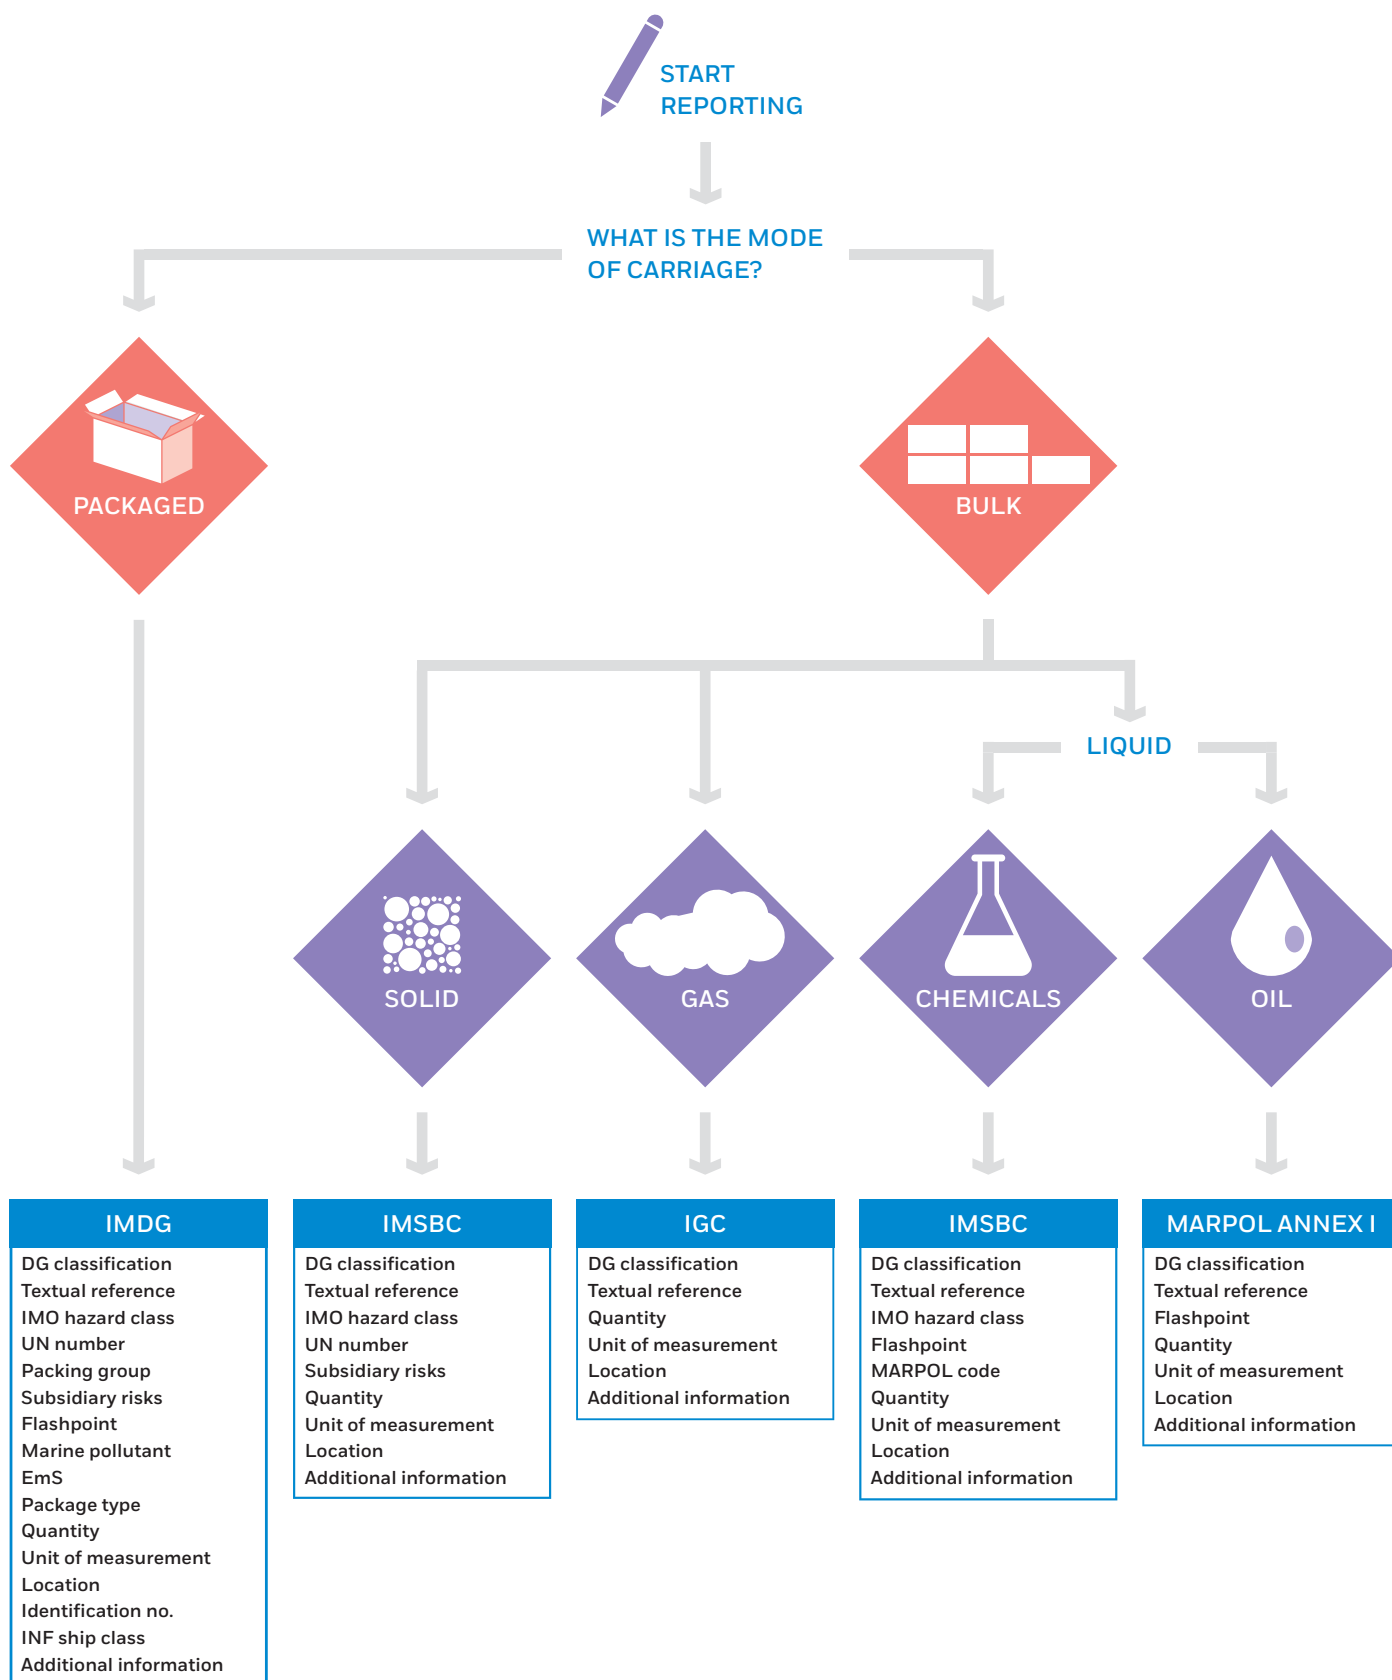 START
REPORTING
WHAT IS THE MODE
OF CARRIAGE?
PACKAGED
BULK
LIQUID
SOLID
GAS
CHEMICALS
OIL
IMDG
DG classification
Textual reference
IMO hazard class
UN number
Packing group
Subsidiary risks
Flashpoint
Marine pollutant
EmS
Package type
Quantity
Unit of measurement
Location
Identification no.
INF ship class
Additional information
IMSBC
DG classification
Textual reference
IMO hazard class
UN number
Subsidiary risks
Quantity
Unit of measurement
Location
Additional information
IGC
DG classification
Textual reference
Quantity
Unit of measurement
Location
Additional information
IMSBC
DG classification
Textual reference
IMO hazard class
Flashpoint
MARPOL code
Quantity
Unit of measurement
Location
Additional information
MARPOL ANNEX I
DG classification
Textual reference
Flashpoint
Quantity
Unit of measurement
Location
Additional information